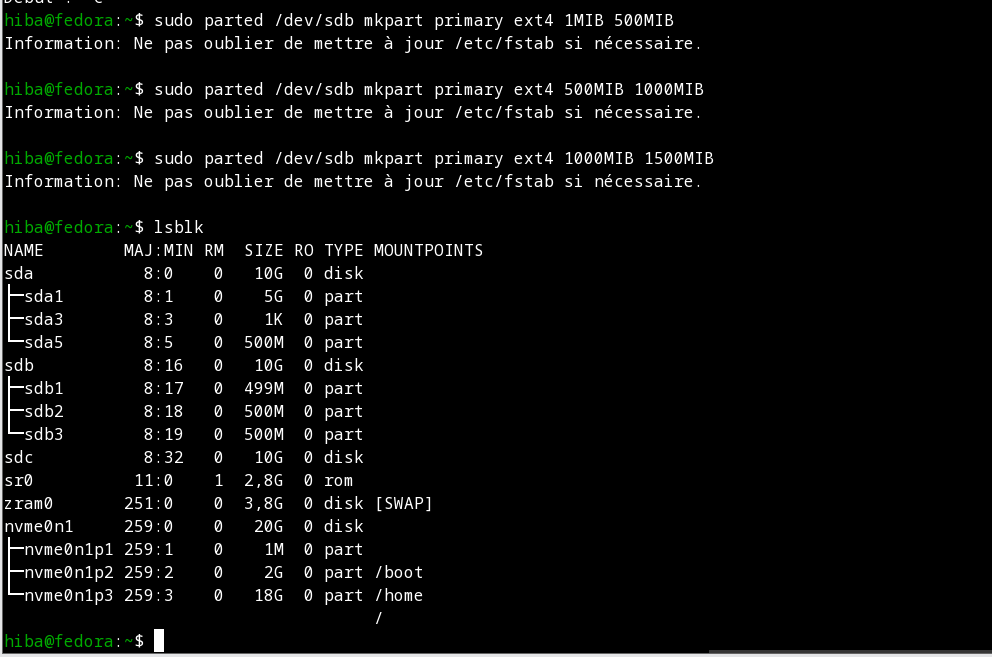 hiba@fedora:~$ sudo parted /dev/sdb mkpart primary ext4 1MIB 500MIB
Information: Ne pas oublier de mettre à jour /etc/fstab si nécessaire.
hiba@fedora:~$ sudo parted /dev/sdb mkpart primary ext4 500MIB 1000MIB
Information: Ne pas oublier de mettre à jour /etc/fstab si nécessaire.
hiba@fedora:~$ sudo parted /dev/sdb mkpart primary ext4 1000MIB 1500MIB
Information: Ne pas oublier de mettre à jour /etc/fstab si nécessaire.
hiba@fedora:~$ lsblk
NAME        MAJ:MIN RM  SIZE RO TYPE MOUNTPOINTS
sda           8:0    0   10G  0 disk
├─sda1        8:1    0    5G  0 part
├─sda3        8:3    0    1K  0 part
└─sda5        8:5    0  500M  0 part
sdb           8:16   0   10G  0 disk
├─sdb1        8:17   0  499M  0 part
├─sdb2        8:18   0  500M  0 part
└─sdb3        8:19   0  500M  0 part
sdc           8:32   0   10G  0 disk
sr0          11:0    1  2,8G  0 rom
zram0       251:0    0  3,8G  0 disk [SWAP]
nvme0n1     259:0    0   20G  0 disk
├─nvme0n1p1 259:1    0    1M  0 part
├─nvme0n1p2 259:2    0    2G  0 part /boot
└─nvme0n1p3 259:3    0   18G  0 part /home
                                     /
hiba@fedora:~$